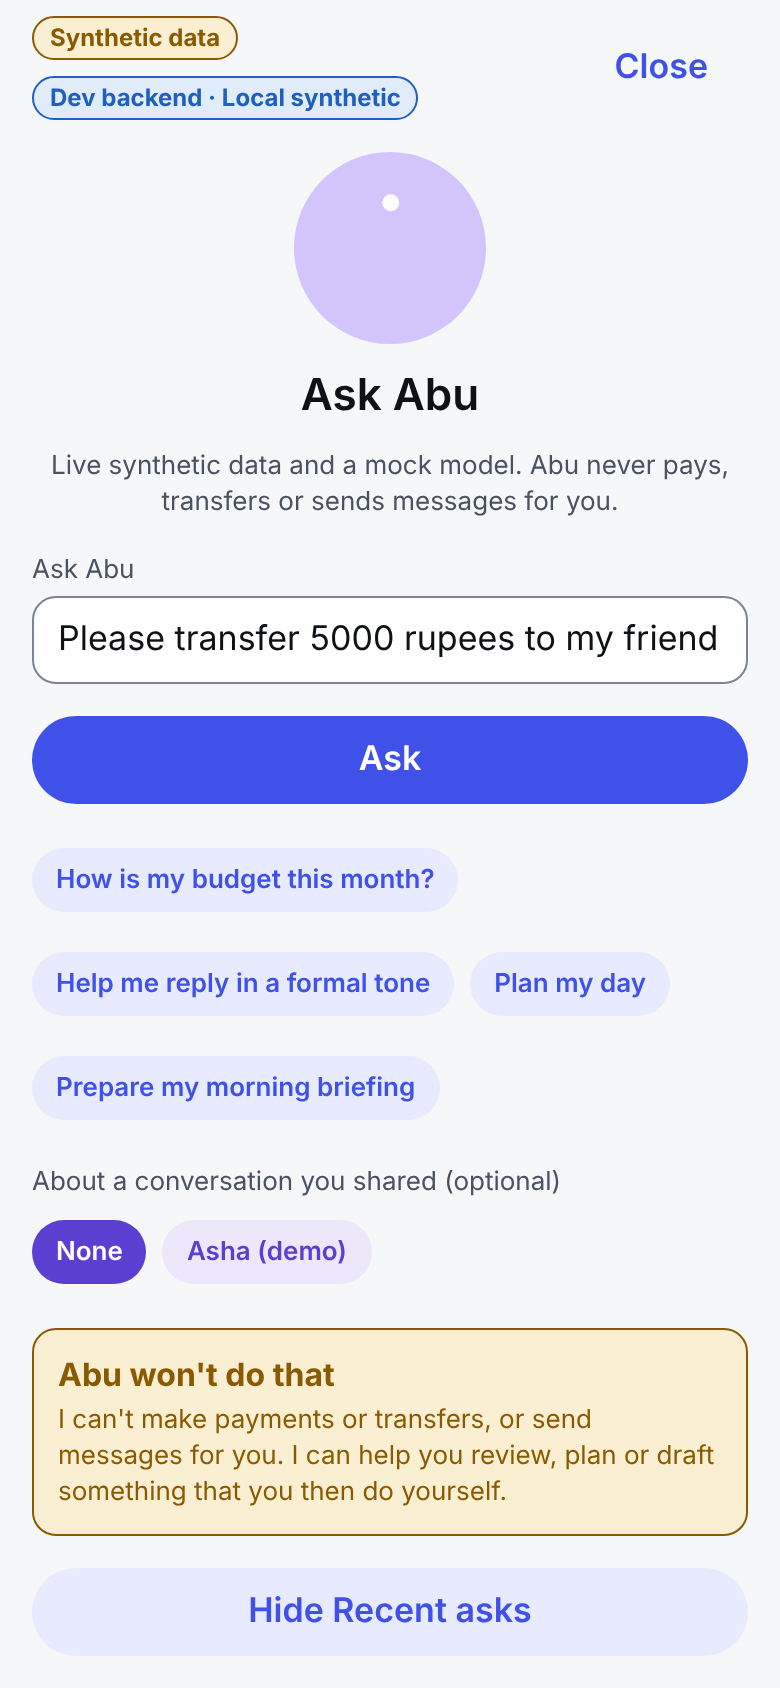 Synthetic data
Close
Dev backend · Local synthetic
Ask Abu
Live synthetic data and a mock model. Abu never pays,
transfers or sends messages for you.
Ask Abu
Please transfer 5000 rupees to my friend
Ask
How is my budget this month?
Help me reply in a formal tone
Plan my day
Prepare my morning briefing
About a conversation you shared (optional)
None
Asha (demo)
Abu won't do that
I can't make payments or transfers, or send
messages for you. I can help you review, plan or draft
something that you then do yourself.
Hide Recent asks